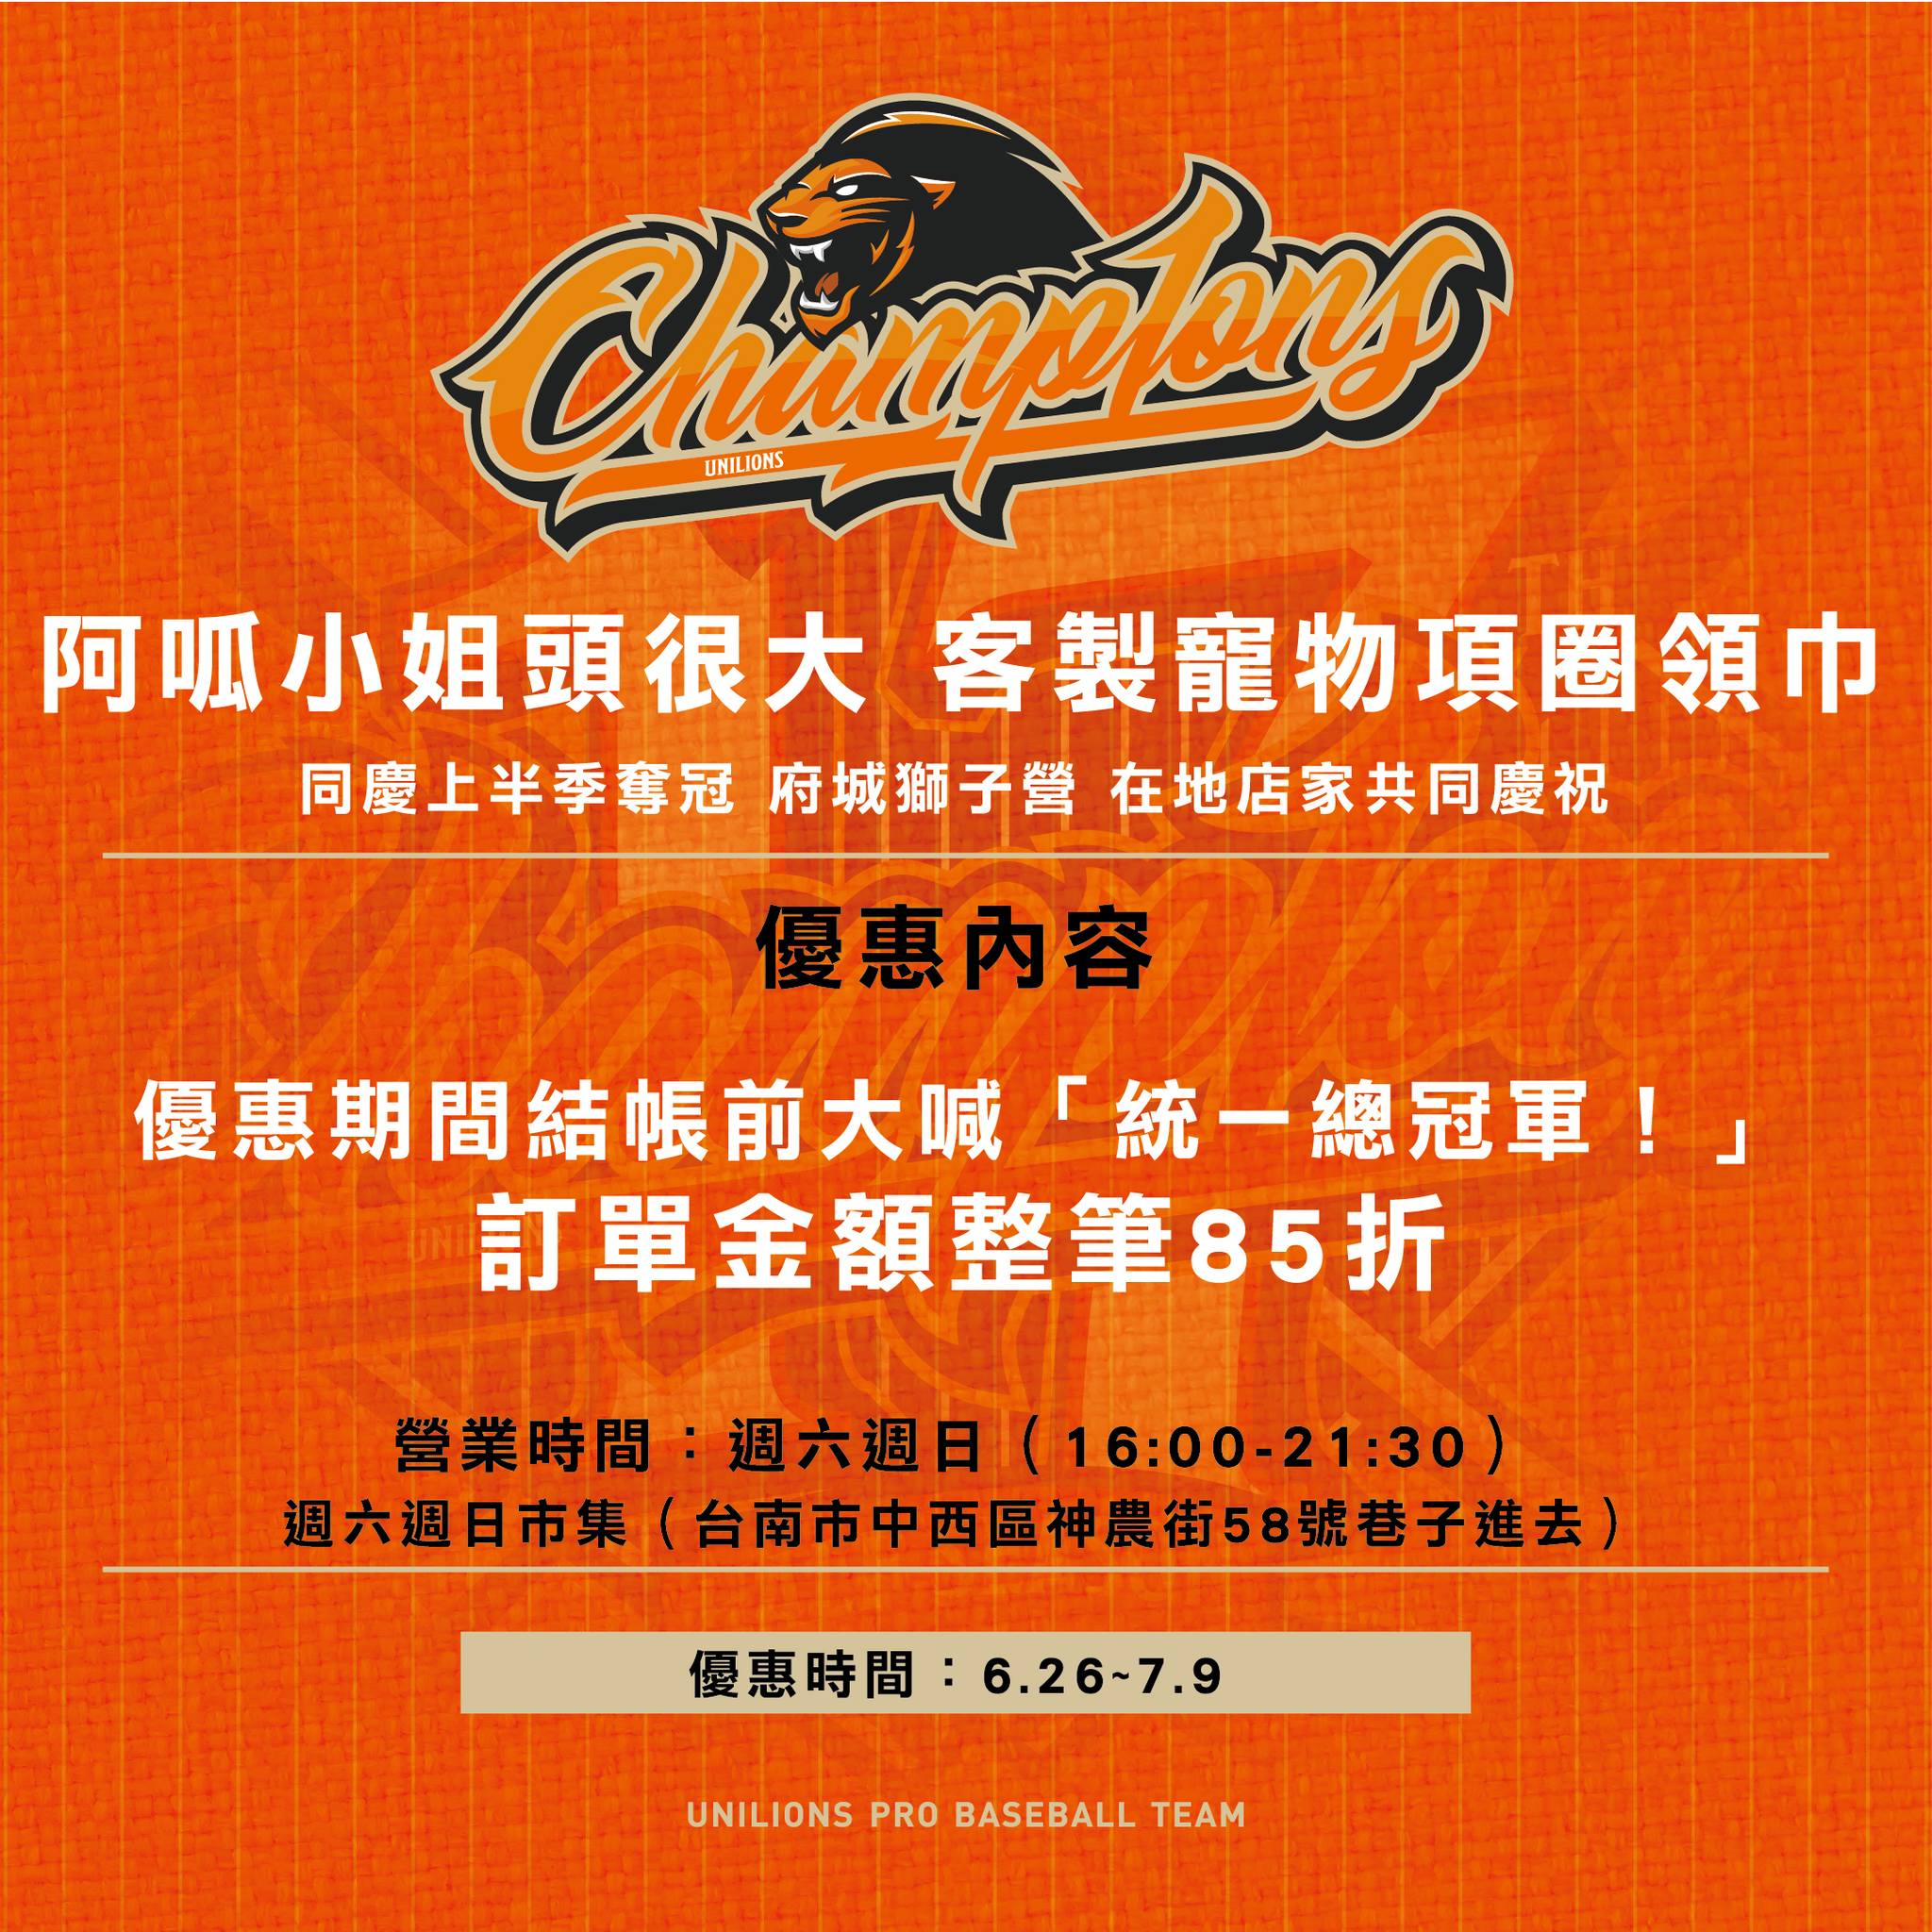 Champ1ons
UNILIONS
阿呱小姐頭很大 客製寵物項圈領巾
同慶上半季奪冠 府城獅子營 在地店家共同慶祝
優惠內容
優惠期間結帳前大喊「統一總冠軍！」
訂單金額整筆85折
營業時間：週六週日（16:00-21:30）
週六週日市集（台南市中西區神農街58號巷子進去）
優惠時間：6.26~7.9
UNILIONS PRO BASEBALL TEAM